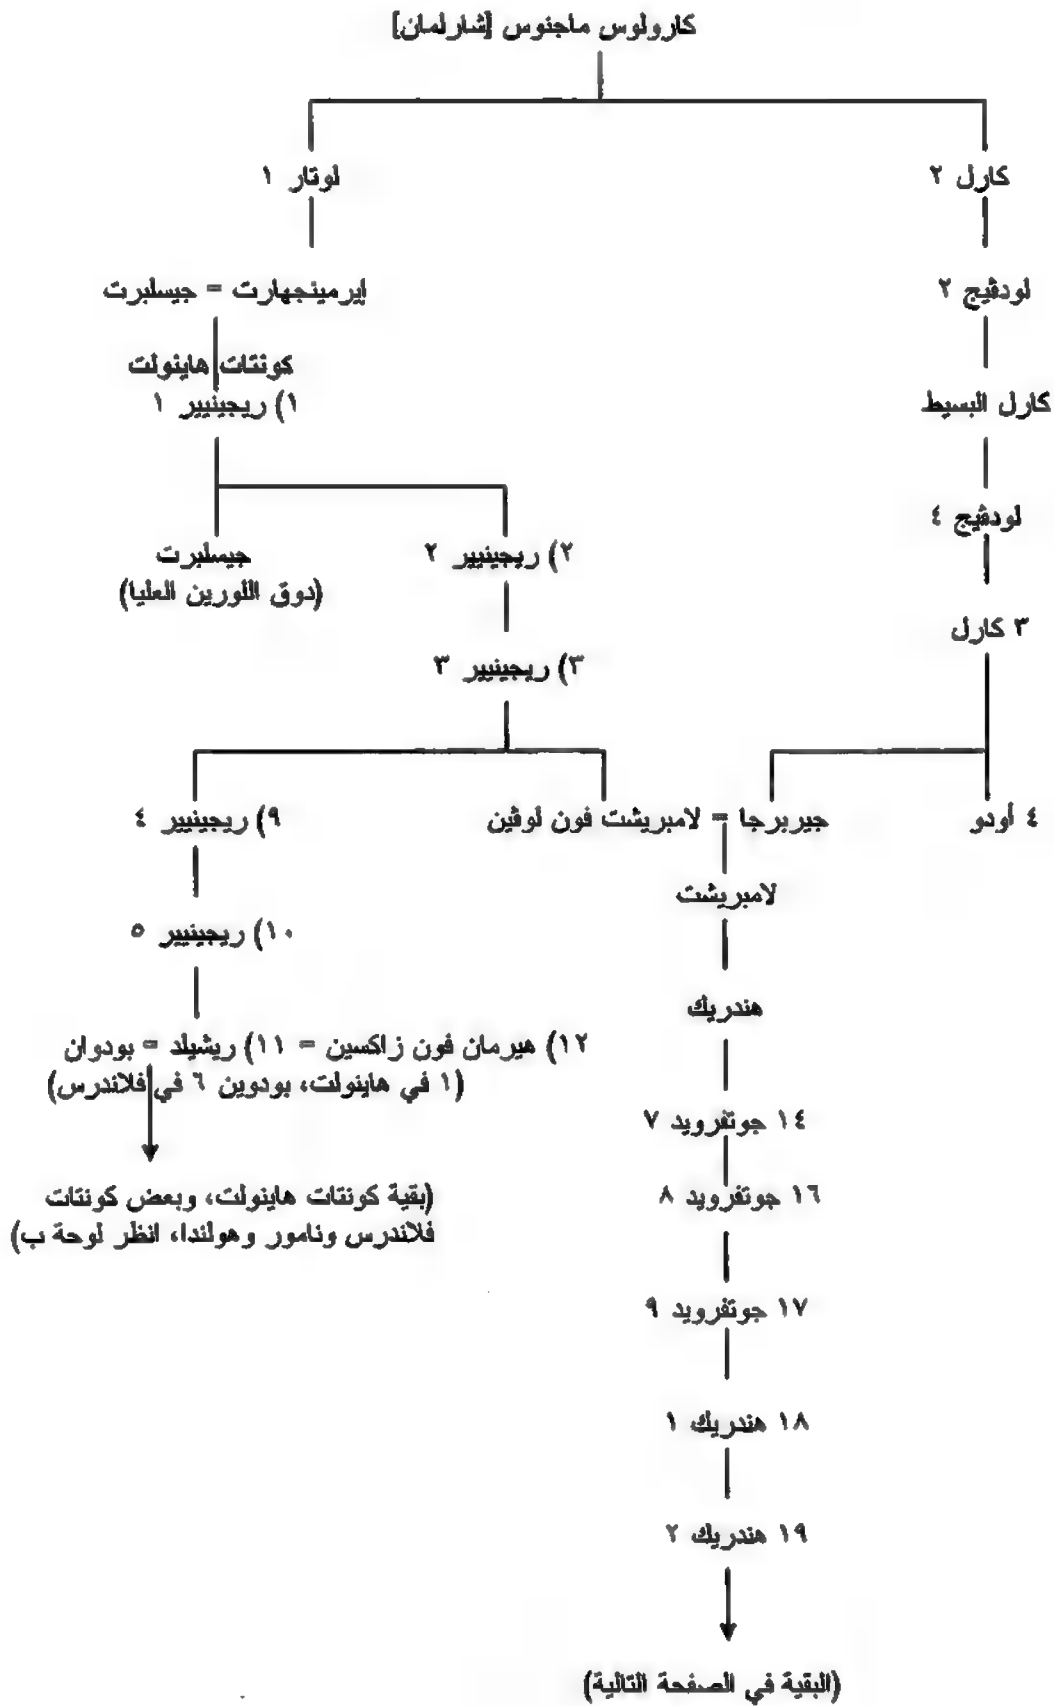 كارولوس ماجنوس [شارلمان]
كارل ٢
لوتار ١
لودڤيج ٢
إيرمينجهارت = جيسلبرت
كونتات هاينولت
١) ريجينيير ١
كارل البسيط
لودڤيج ٤
٢) ريجينيير ٢
جيسلبرت
(دوق اللورين العليا)
٣ كارل
٣) ريجينيير ٣
٤ أودو
جيربرجا = لامبريشت فون لوڤين
٩) ريجينيير ٤
لامبريشت
١٠) ريجينيير ٥
هندريك
١٢) هيرمان فون زاكسين = ١١) ريشيلد = بودوان
(١ في هاينولت، بودوين ٦ في فلاندرس)
١٤ جوتفرويد ٧
١٦ جوتفرويد ٨
(بقية كونتات هاينولت، وبعض كونتات
فلاندرس ونامور وهولندا، انظر لوحة ب)
١٧ جوتفرويد ٩
١٨ هندريك ١
١٩ هندريك ٢
(البقية في الصفحة التالية)